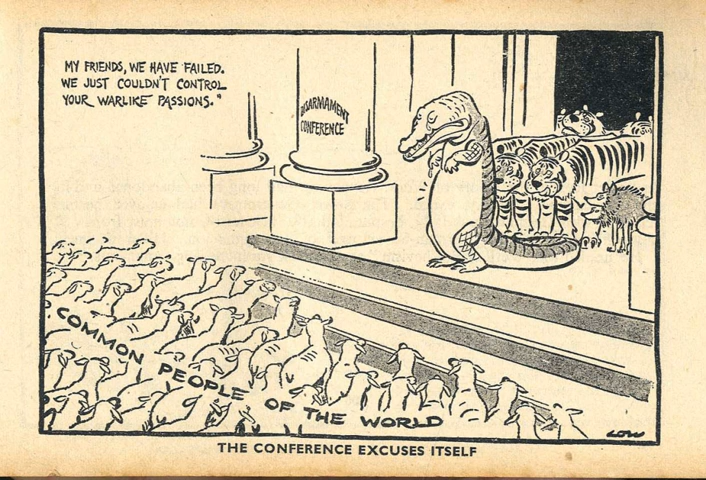 MY FRIENDS, WE HAVE FAILED.
WE JUST COULDN'T CONTROL
YOUR WARLIKE PASSIONS."
DISARMAMENT
CONFERENCE
COMMON PEOPLE OF THE WORLD
LOW
THE CONFERENCE EXCUSES ITSELF